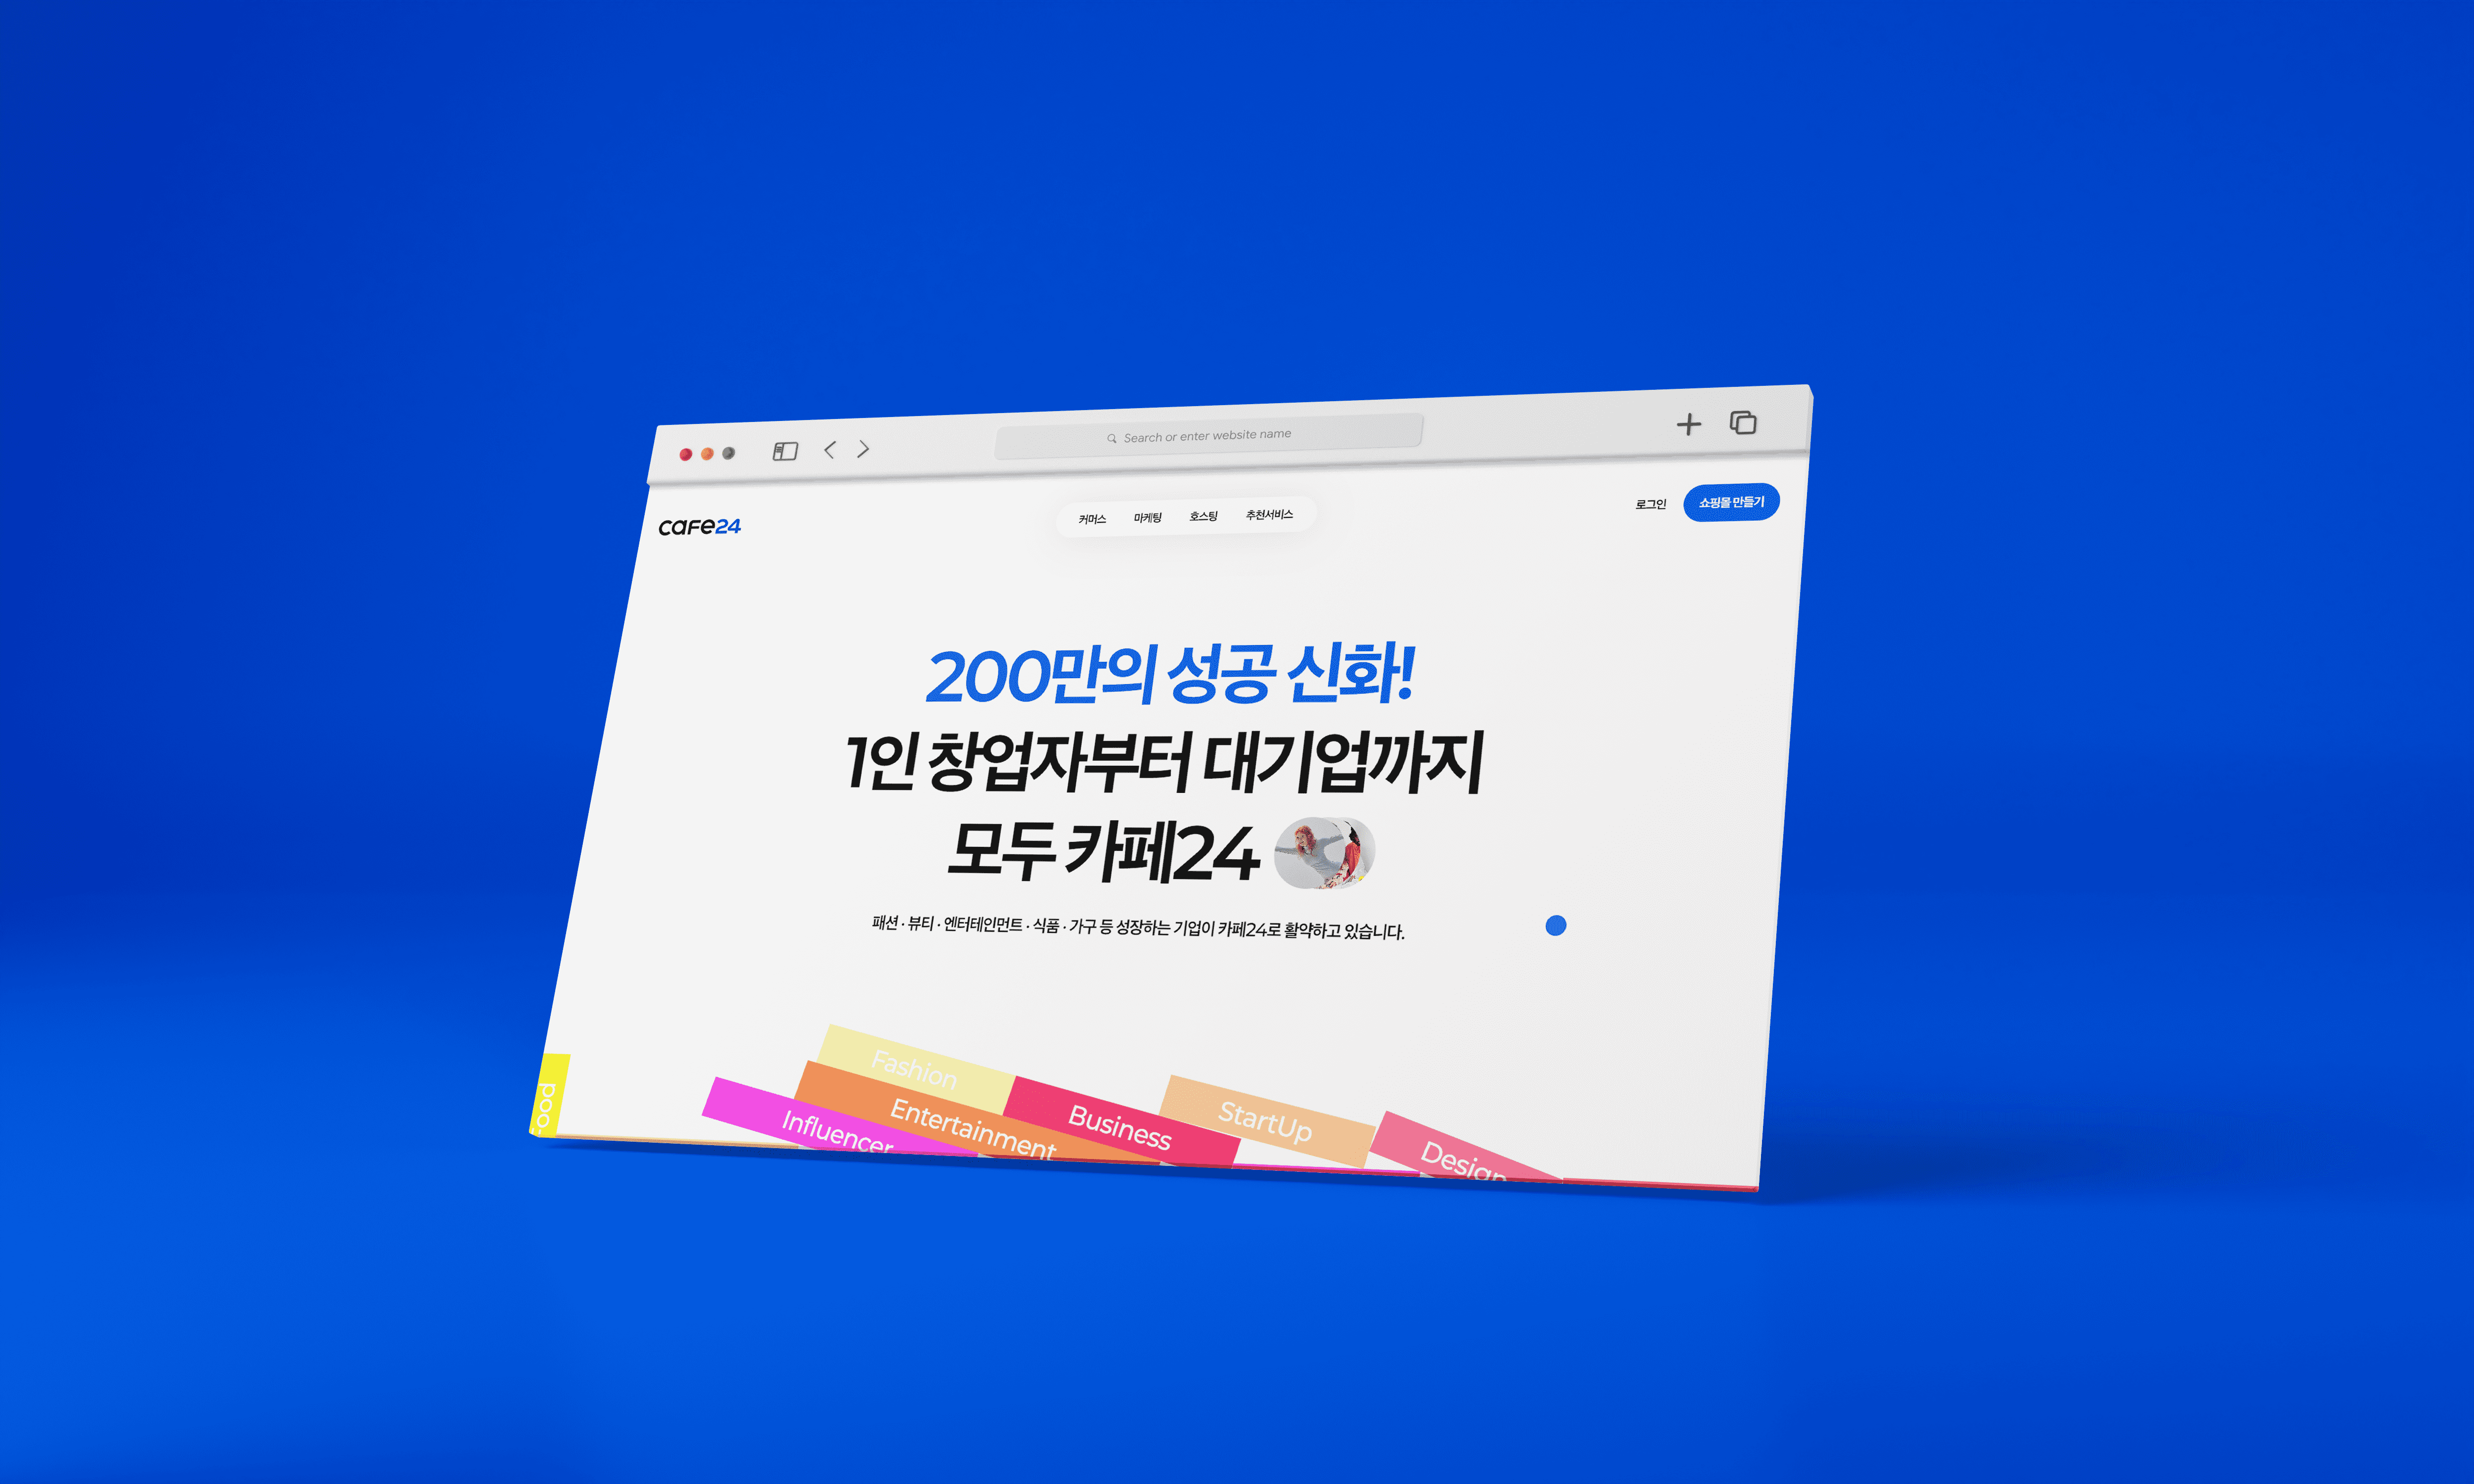 Search or enter website name
cafe24
커머스 마케팅 호스팅 추천서비스
로그인 쇼핑몰 만들기
200만의 성공 신화!
1인 창업자부터 대기업까지
모두 카페24
패션 · 뷰티 · 엔터테인먼트 · 식품 · 가구 등 성장하는 기업이 카페24로 활약하고 있습니다.
Fashion
Influencer
Entertainment
Business
StartUp
Design